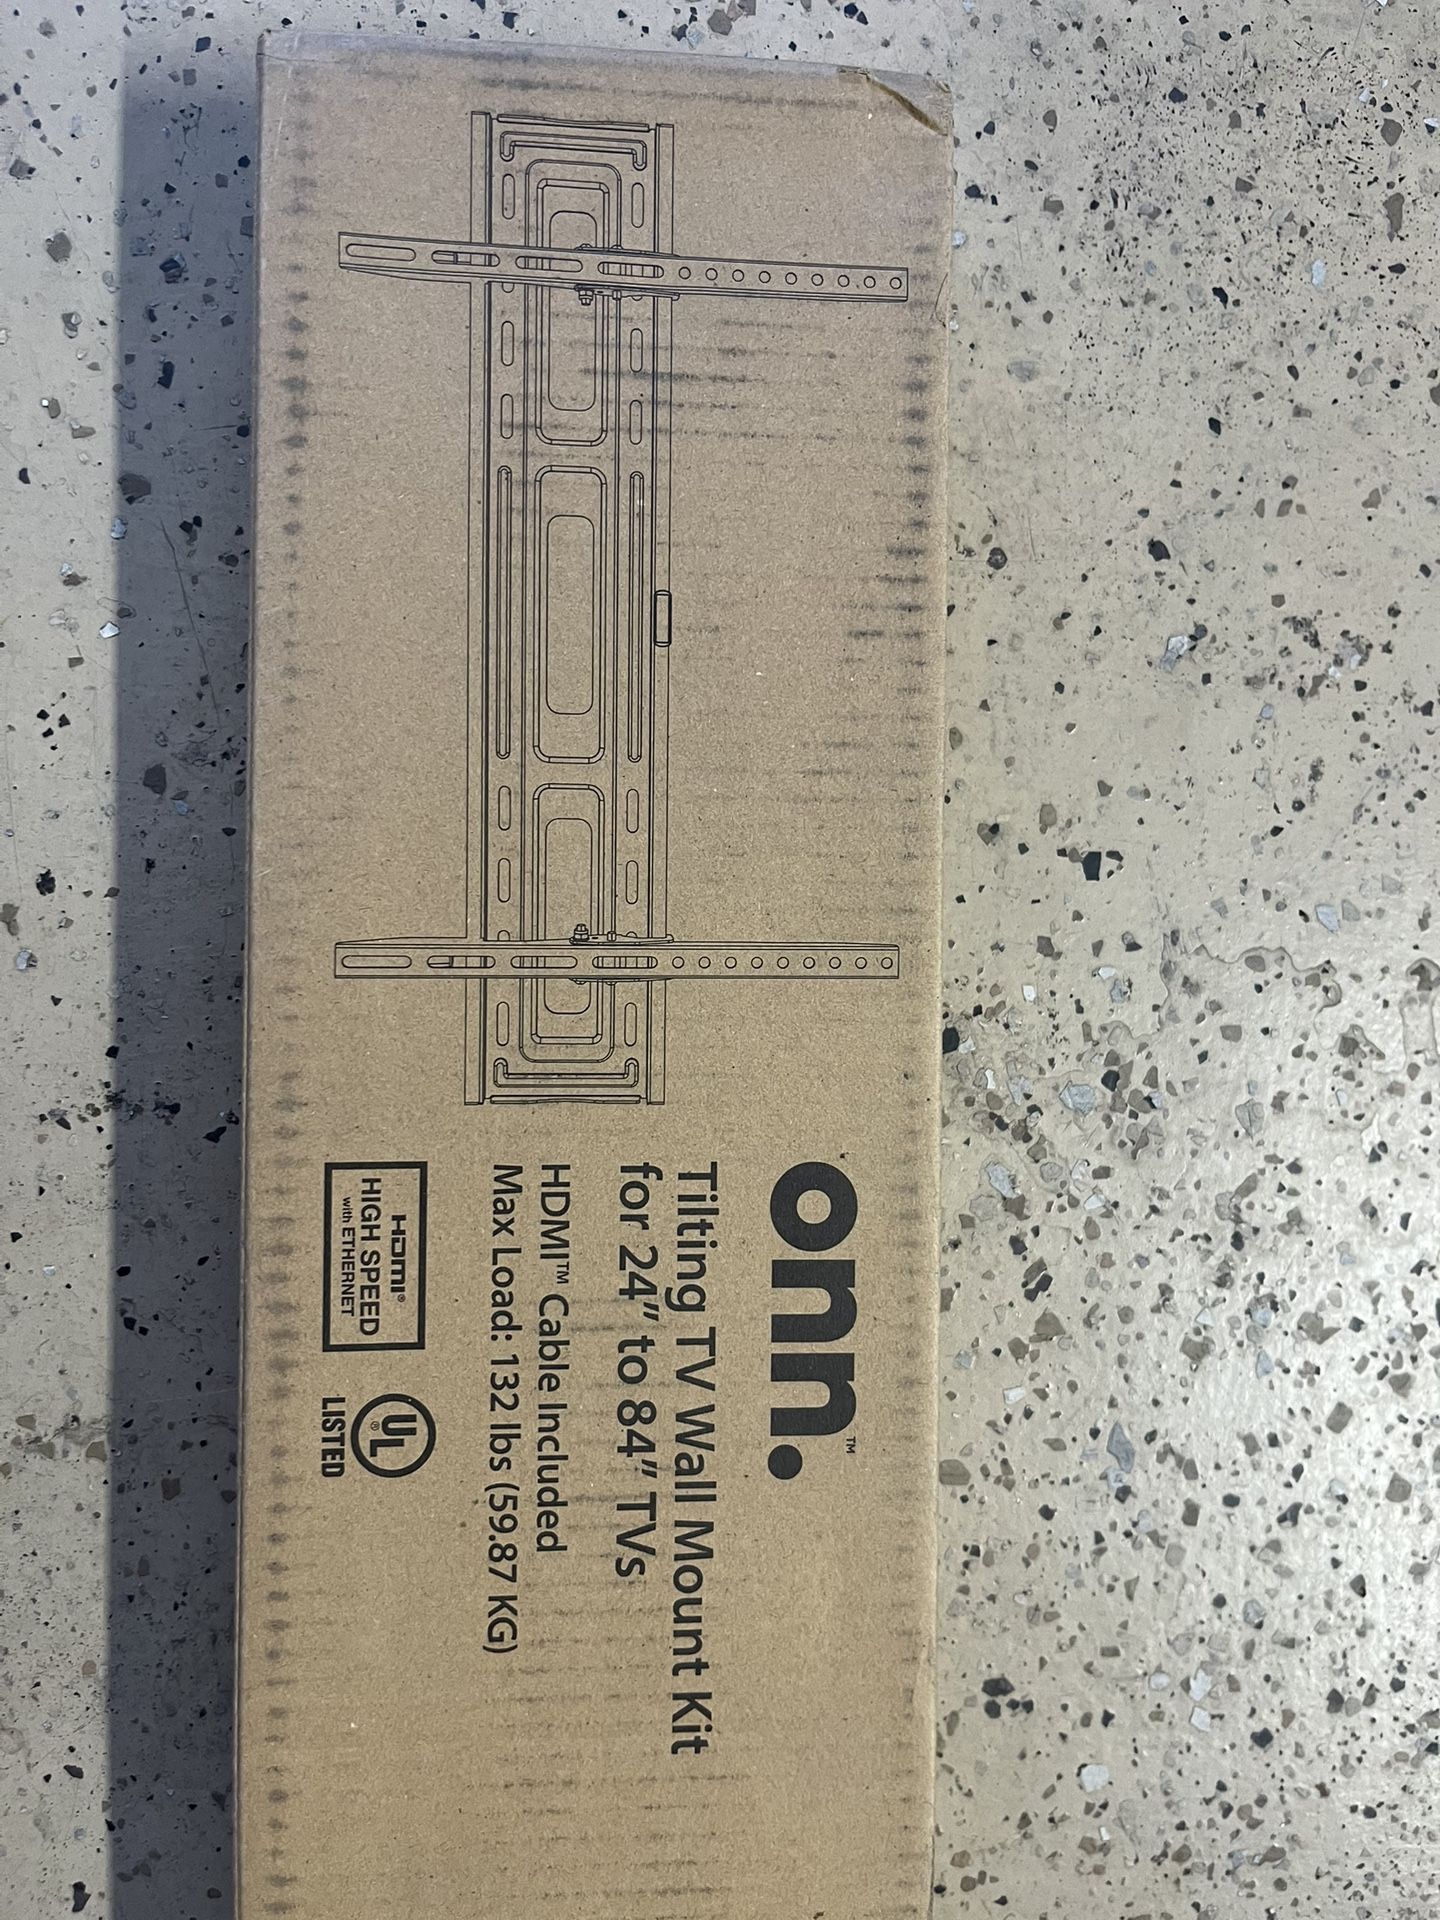 onn.™
Tilting TV Wall Mount Kit
for 24" to 84" TVs
HDMI™ Cable Included
Max Load: 132 lbs (59.87 KG)
HDMI®
HIGH SPEED
with ETHERNET
UL®
LISTED